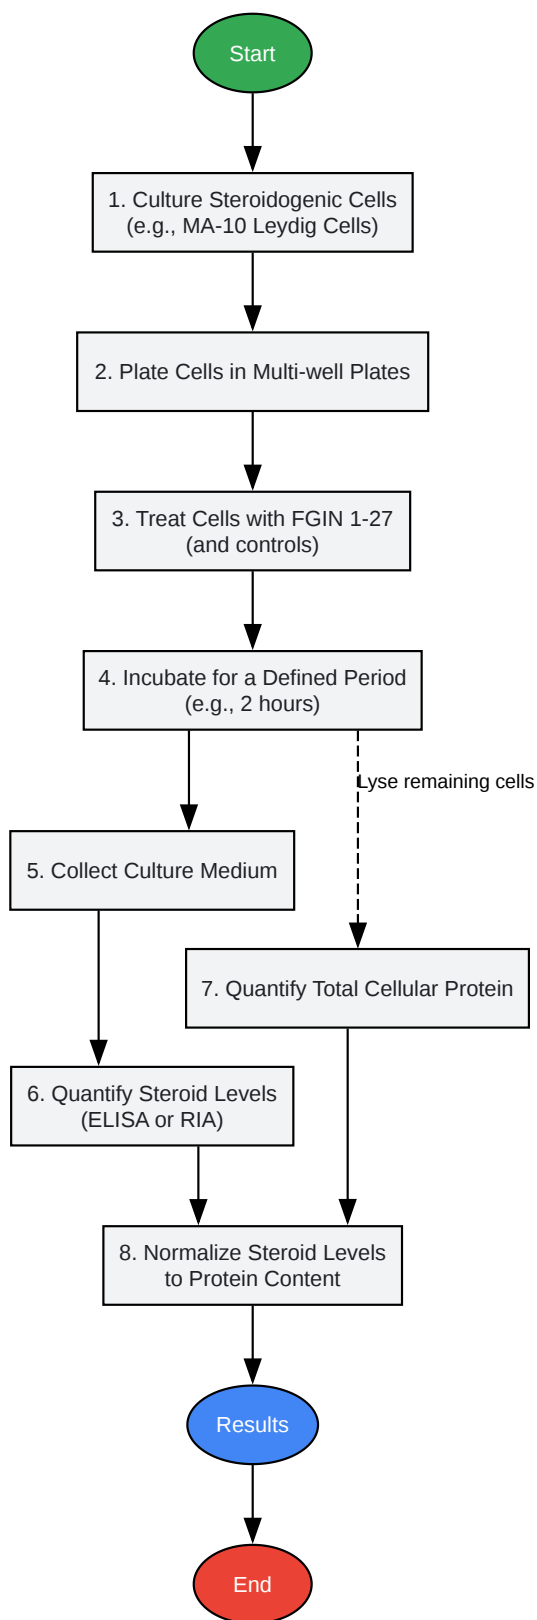 Start
1. Culture Steroidogenic Cells
(e.g., MA-10 Leydig Cells)
2. Plate Cells in Multi-well Plates
3. Treat Cells with FGIN 1-27
(and controls)
4. Incubate for a Defined Period
(e.g., 2 hours)
Lyse remaining cells
5. Collect Culture Medium
7. Quantify Total Cellular Protein
6. Quantify Steroid Levels
(ELISA or RIA)
8. Normalize Steroid Levels
to Protein Content
Results
End